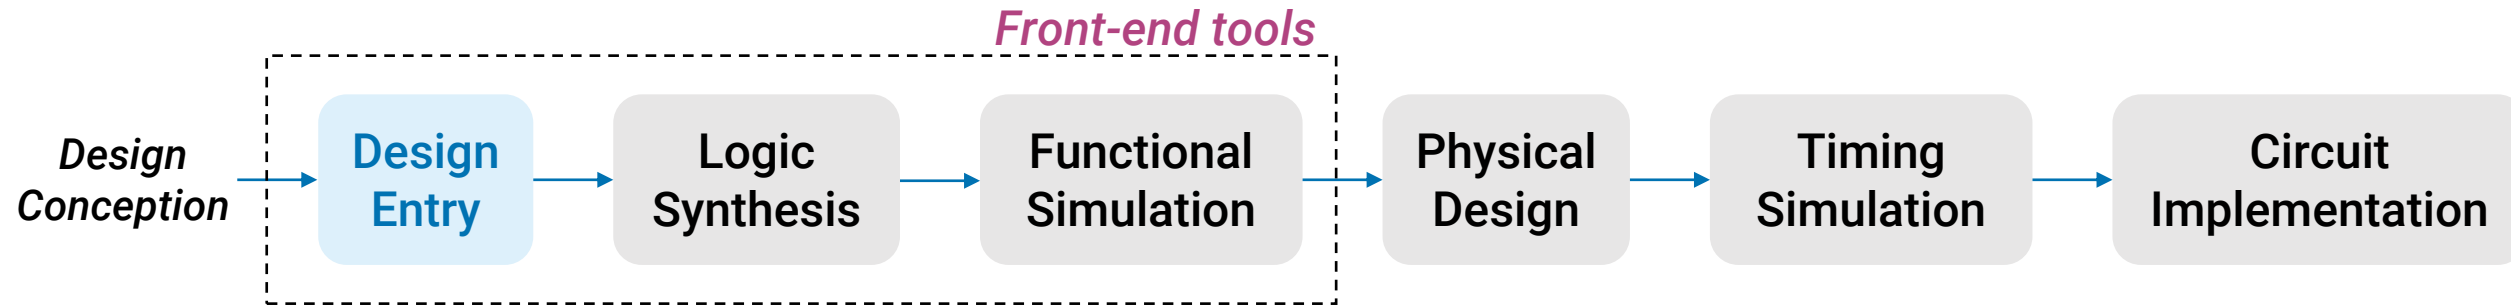 Front-end tools
Design
Conception
Design
Entry
Logic
Synthesis
Functional
Simulation
Physical
Design
Timing
Simulation
Circuit
Implementation